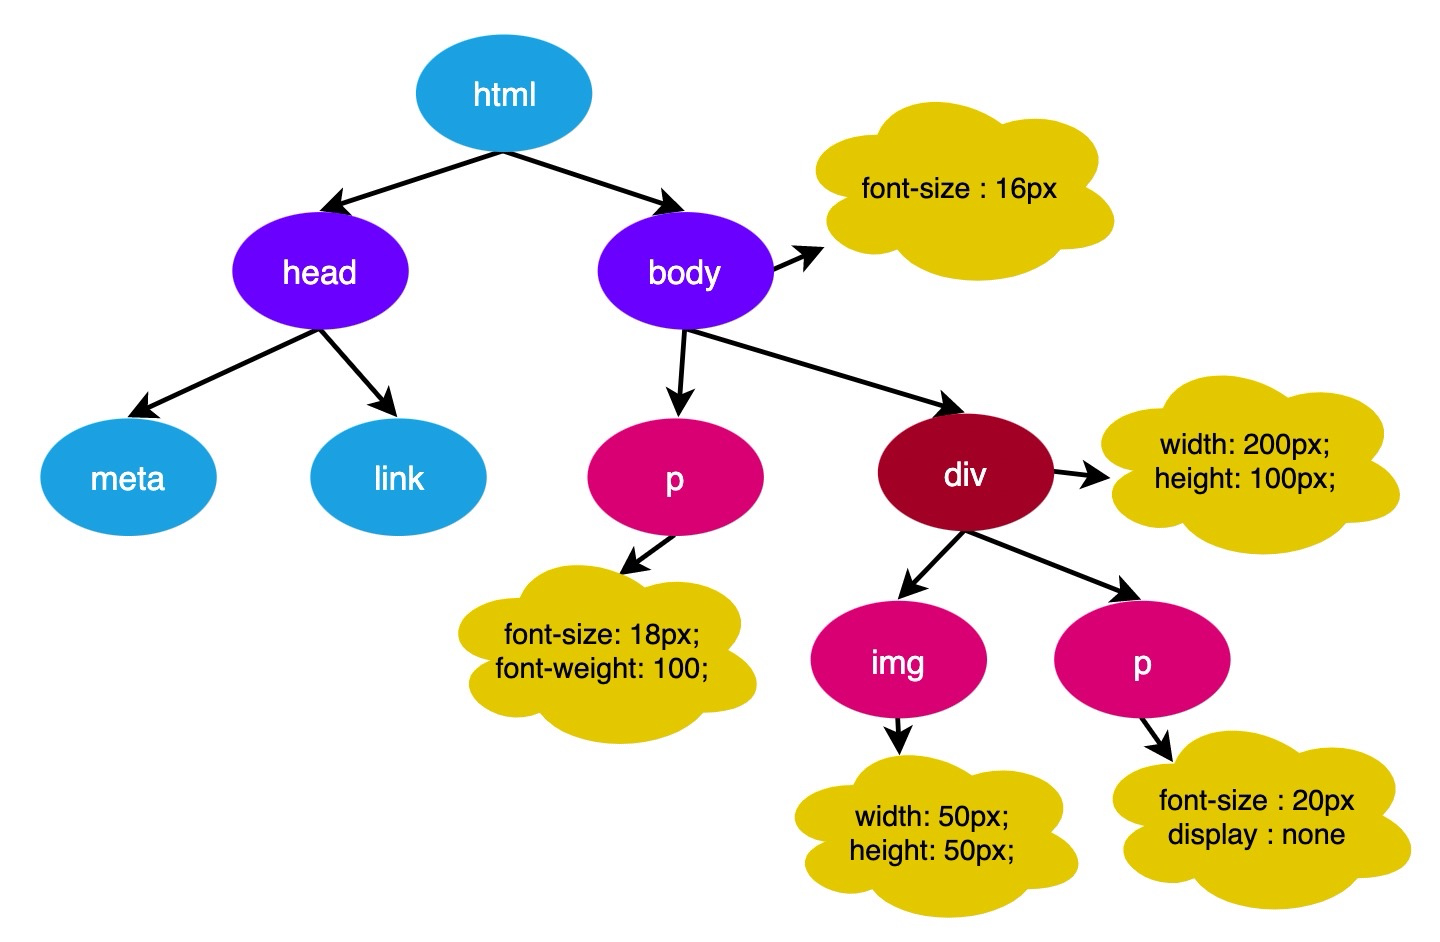 html
font-size : 16px
head
body
meta
link
p
div
width: 200px;
height: 100px;
font-size: 18px;
font-weight: 100;
img
p
width: 50px;
height: 50px;
font-size : 20px
display : none